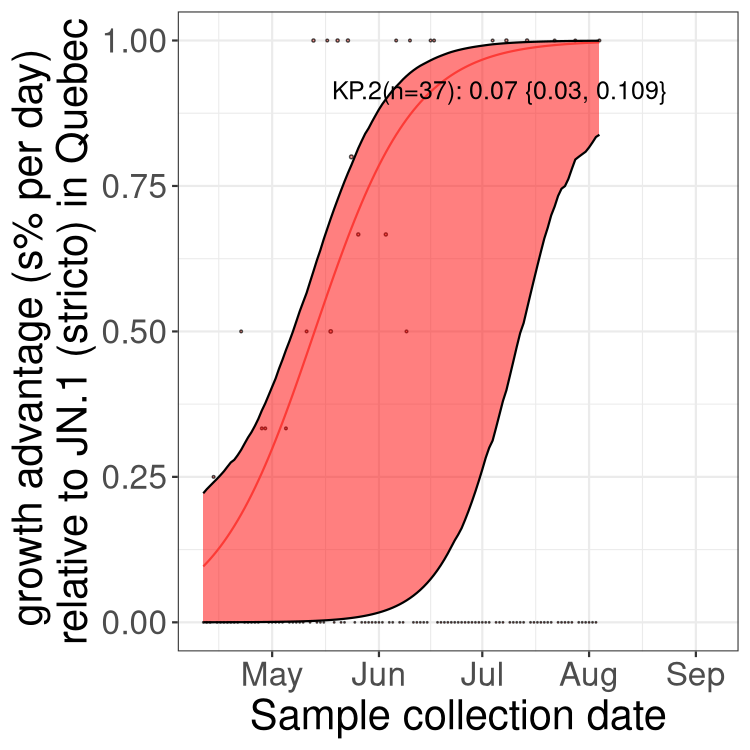 growth advantage (s% per day)
relative to JN.1 (stricto) in Quebec
1.00
0.75
0.50
0.25
0.00
KP.2(n=37): 0.07 {0.03, 0.109}
May Jun Jul Aug Sep
Sample collection date